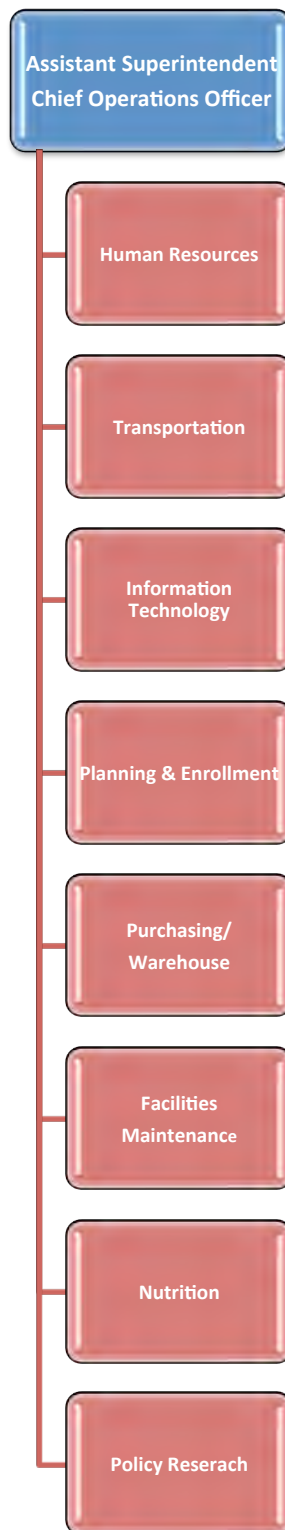 Assistant Superintendent
Chief Operations Officer
Human Resources
Transportation
Information
Technology
Planning & Enrollment
Purchasing/
Warehouse
Facilities
Maintenance
Nutrition
Policy Reserach